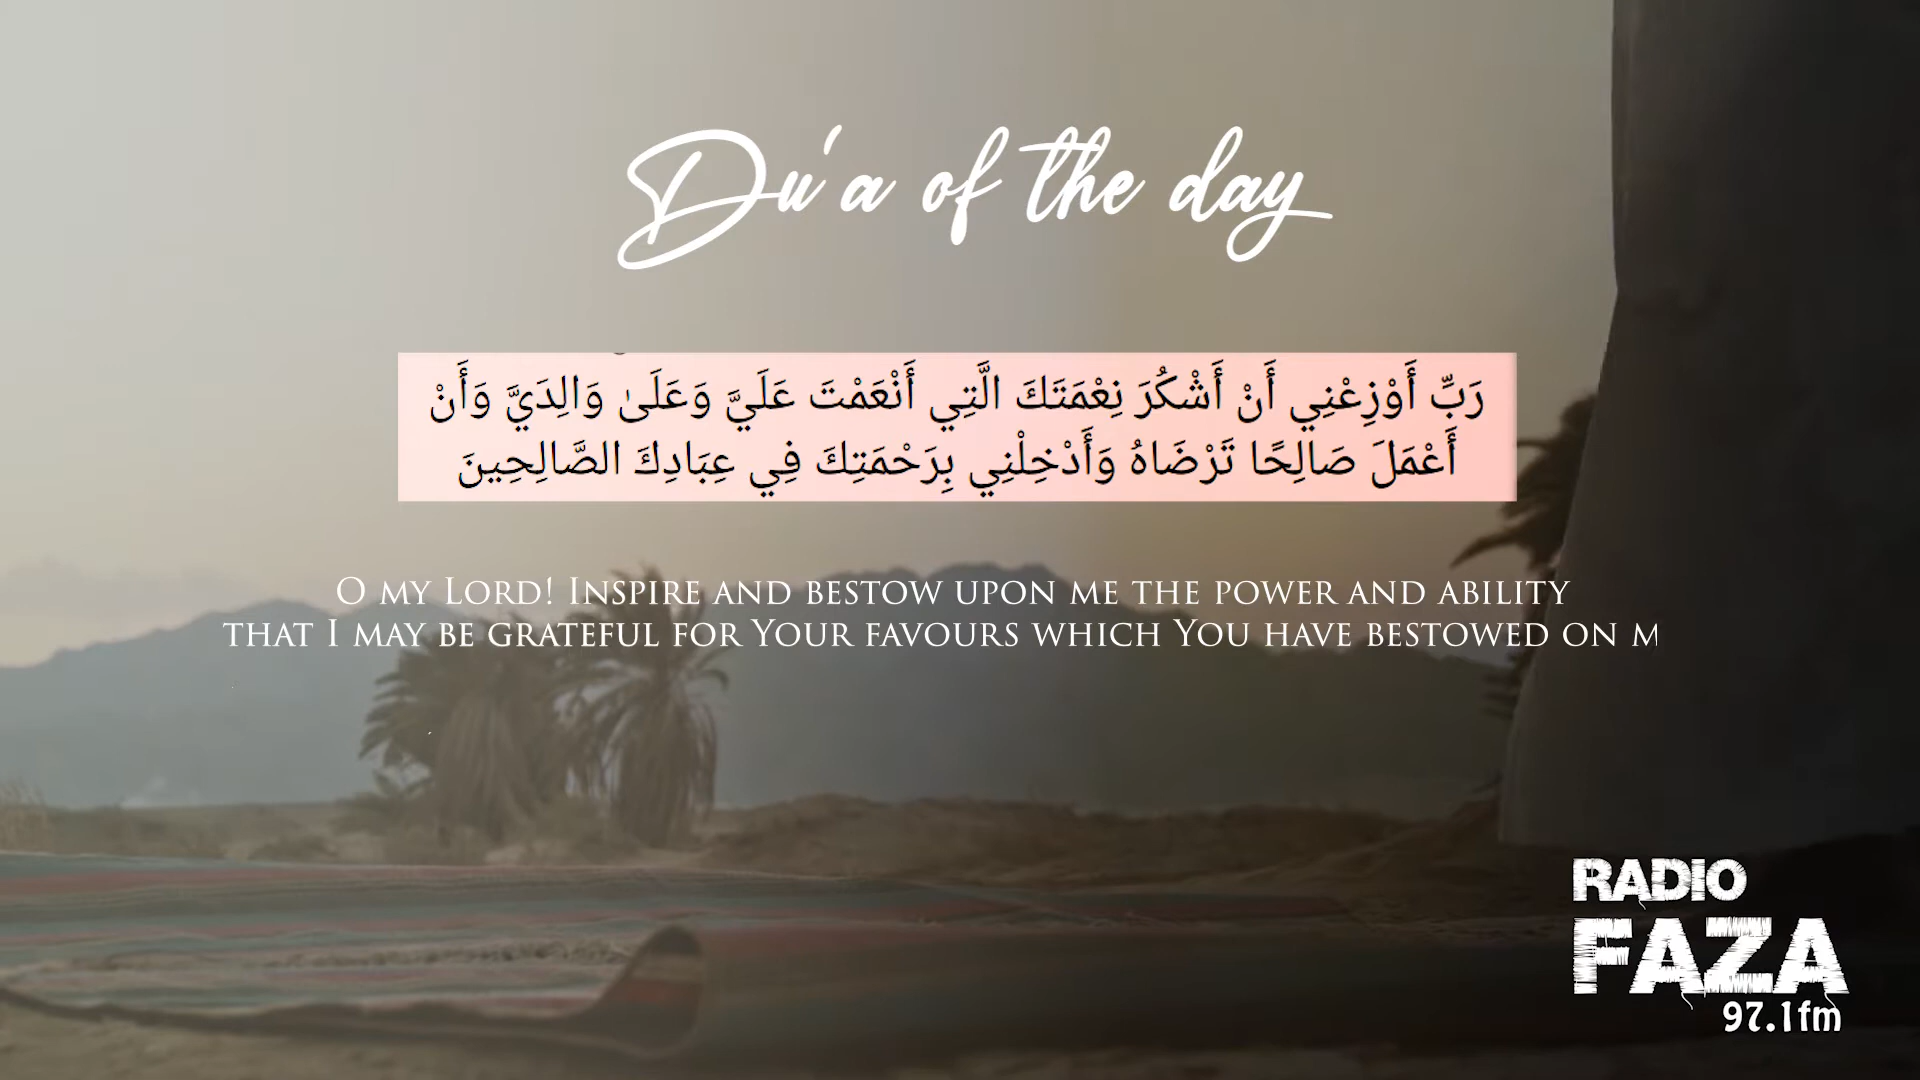 Du'a of the day
رَبِّ أَوْزِعْنِي أَنْ أَشْكُرَ نِعْمَتَكَ الَّتِي أَنْعَمْتَ عَلَيَّ وَعَلَىٰ وَالِدَيَّ وَأَنْ
أَعْمَلَ صَالِحًا تَرْضَاهُ وَأَدْخِلْنِي بِرَحْمَتِكَ فِي عِبَادِكَ الصَّالِحِينَ
O my Lord! Inspire and bestow upon me the power and ability
that I may be grateful for Your favours which You have bestowed on m
RADIO
FAZA
97.1fm